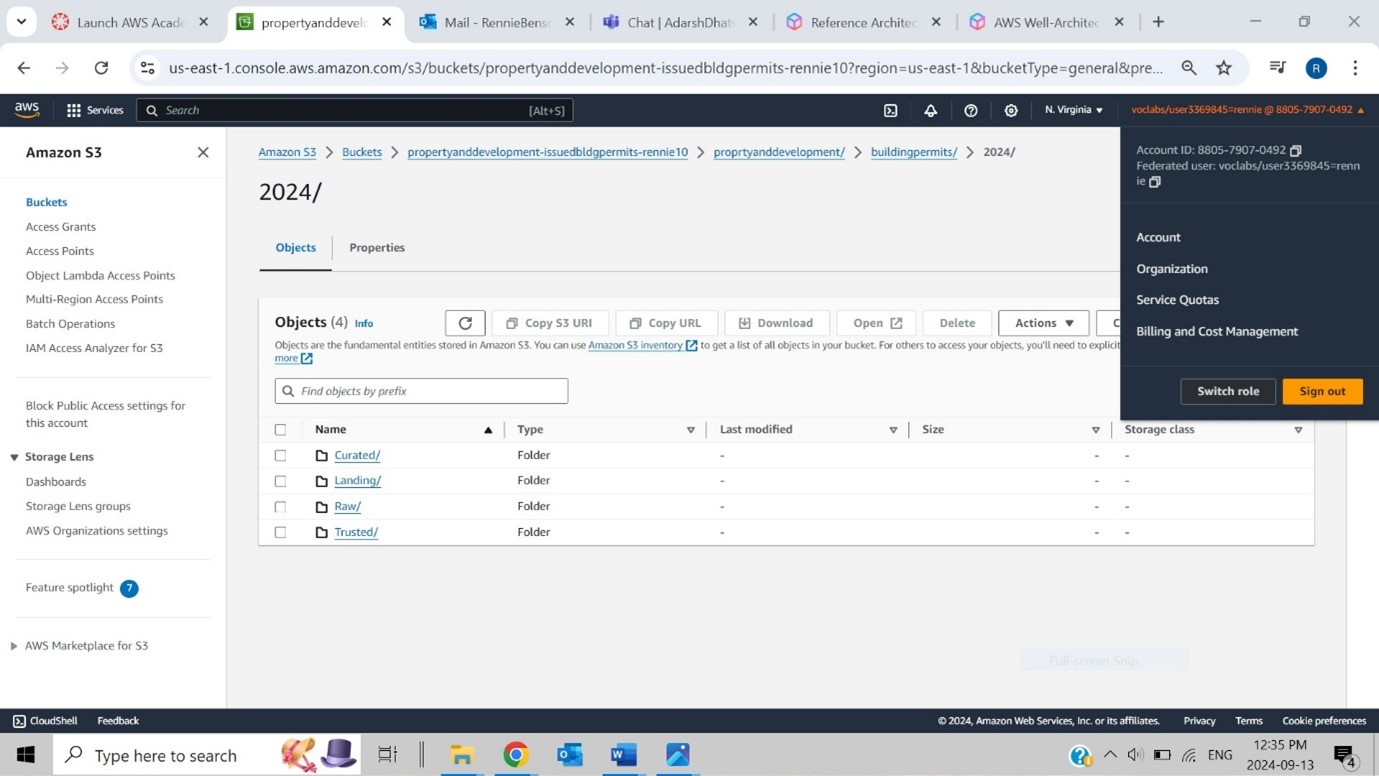 Launch AWS Acade
propertyanddevelo
Mail - RennieBenso
Chat | AdarshDhatw
Reference Architec
AWS Well-Architec
us-east-1.console.aws.amazon.com/s3/buckets/propertyanddevelopment-issuedbldgpermits-rennie10?region=us-east-1&bucketType=general&pre...
R
aws
Services
Search [Alt+S]
N. Virginia
voclabs/user3369845=rennie @ 8805-7907-0492
Amazon S3
Amazon S3 > Buckets > propertyanddevelopment-issuedbldgpermits-rennie10 > proprtyanddevelopment/ > buildingpermits/ > 2024/
Account ID: 8805-7907-0492
Federated user: voclabs/user3369845=renn
ie
2024/
Buckets
Access Grants
Access Points
Object Lambda Access Points
Multi-Region Access Points
Batch Operations
IAM Access Analyzer for S3
Objects
Properties
Account
Organization
Service Quotas
Billing and Cost Management
Switch role
Sign out
Objects (4) Info
Copy S3 URI
Copy URL
Download
Open
Delete
Actions
C
Objects are the fundamental entities stored in Amazon S3. You can use Amazon S3 inventory to get a list of all objects in your bucket. For others to access your objects, you'll need to explicit
more
Find objects by prefix
Name Type Last modified Size Storage class
Curated/ Folder - - -
Landing/ Folder - - -
Raw/ Folder - - -
Trusted/ Folder - - -
Block Public Access settings for
this account
Storage Lens
Dashboards
Storage Lens groups
AWS Organizations settings
Feature spotlight 7
AWS Marketplace for S3
Full-screen Snip
CloudShell
Feedback
© 2024, Amazon Web Services, Inc. or its affiliates.
Privacy
Terms
Cookie preferences
Type here to search
ENG
12:35 PM
2024-09-13
4